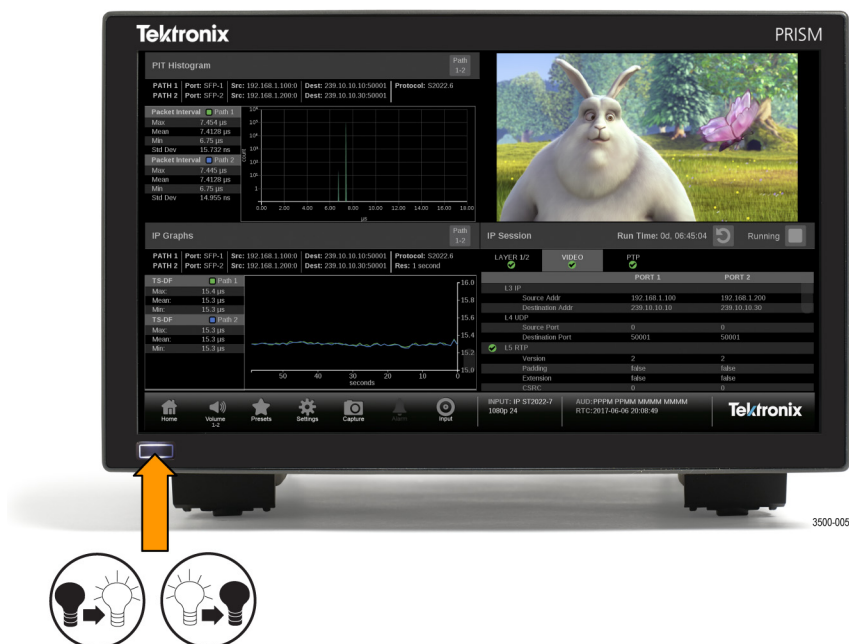 Tektronix
PRISM
PIT Histogram
Path
1-2
PATH 1 Port: SFP-1 Src: 192.168.1.100:0 Dest: 239.10.10.10:50001 Protocol: S2022.6
PATH 2 Port: SFP-2 Src: 192.168.1.200:0 Dest: 239.10.10.30:50001
Packet Interval Path 1
Max 7.454 µs
Mean 7.4128 µs
Min 6.75 µs
Std Dev 15.732 ns
Packet Interval Path 2
Max 7.445 µs
Mean 7.4128 µs
Min 6.75 µs
Std Dev 14.955 ns
count
1
0.00 2.00 4.00 6.00 8.00 10.00 12.00 14.00 16.00 18.00
µs
IP Graphs
Path
1-2
PATH 1 Port: SFP-1 Src: 192.168.1.100:0 Dest: 239.10.10.10:50001 Protocol: S2022.6
PATH 2 Port: SFP-2 Src: 192.168.1.200:0 Dest: 239.10.10.30:50001 Res: 1 second
TS-DF Path 1
Max: 15.4 µs
Mean: 15.3 µs
Min: 15.3 µs
TS-DF Path 2
Max: 15.3 µs
Mean: 15.3 µs
Min: 15.3 µs
16.0
15.8
15.6
15.4
15.2
15.0
50 40 30 20 10 0
seconds
IP Session Run Time: 0d, 06:45:04 Running
LAYER 1/2 VIDEO PTP
PORT 1 PORT 2
L3 IP
Source Addr 192.168.1.100 192.168.1.200
Destination Addr 239.10.10.10 239.10.10.30
L4 UDP
Source Port 0 0
Destination Port 50001 50001
L5 RTP
Version 2 2
Padding false false
Extension false false
CSRC 0 0
Home
Volume
1-2
Presets
Settings
Capture
Alarm
Input
INPUT: IP ST2022-7
1080p 24
AUD:PPPM PPMM MMMM MMMM
RTC:2017-06-06 20:08:49
Tektronix
3500-005